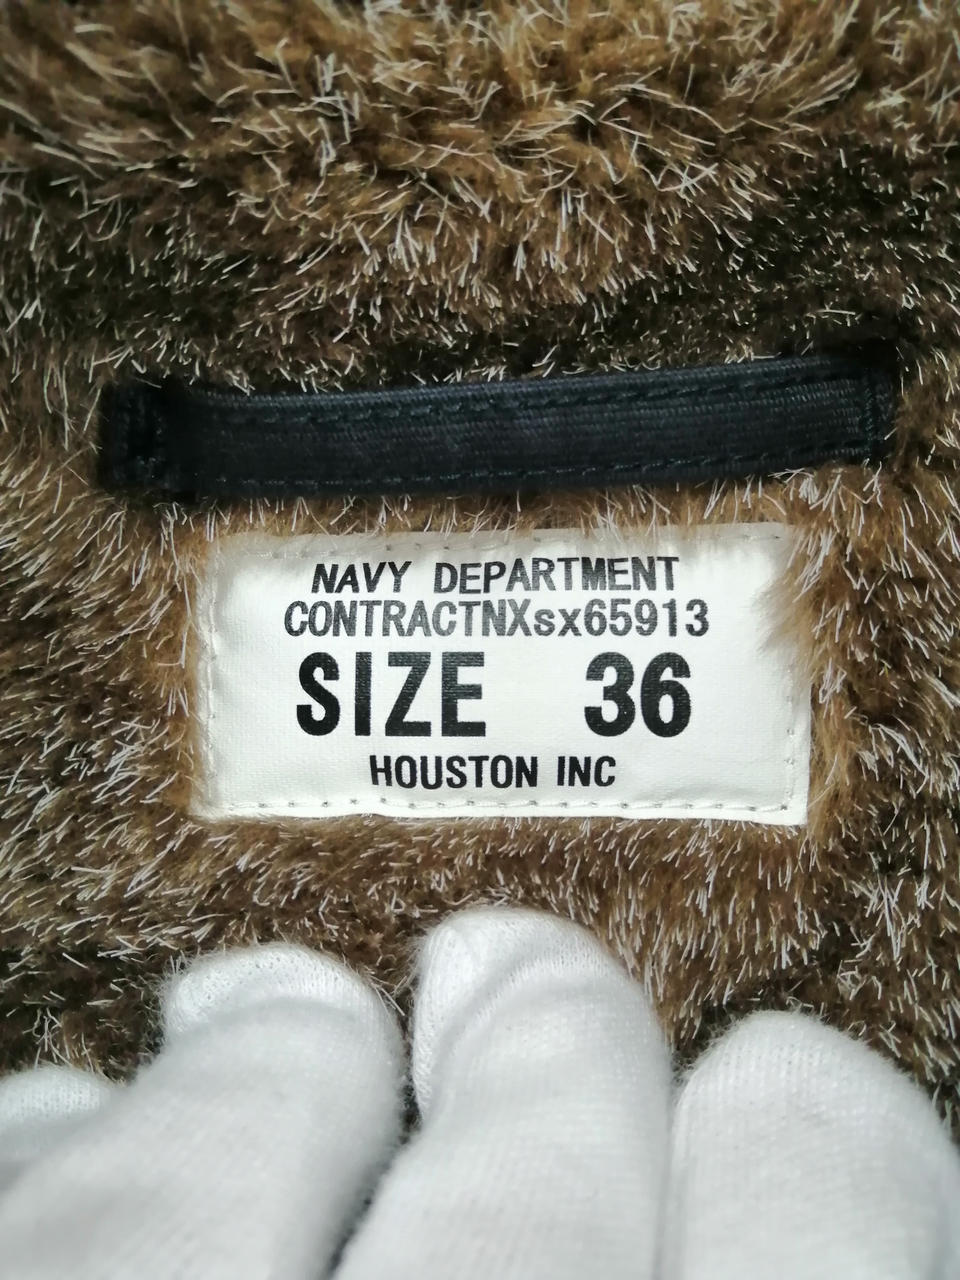 NAVY DEPARTMENT
CONTRACTNXsx65913
SIZE 36
HOUSTON INC